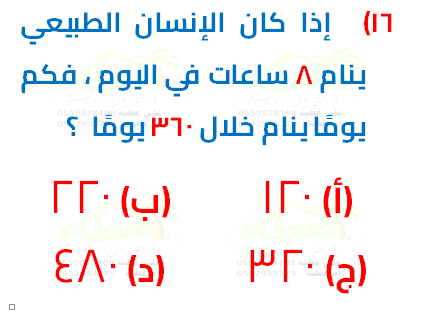 ١٦) إذا كان الإنسان الطبيعي
ينام ٨ ساعات في اليوم ، فكم
يومًا ينام خلال ٣٦٠ يومًا ؟
(أ) ١٢٠ (ب) ٢٢٠
(ج) ٣٢٠ (د) ٤٨٠